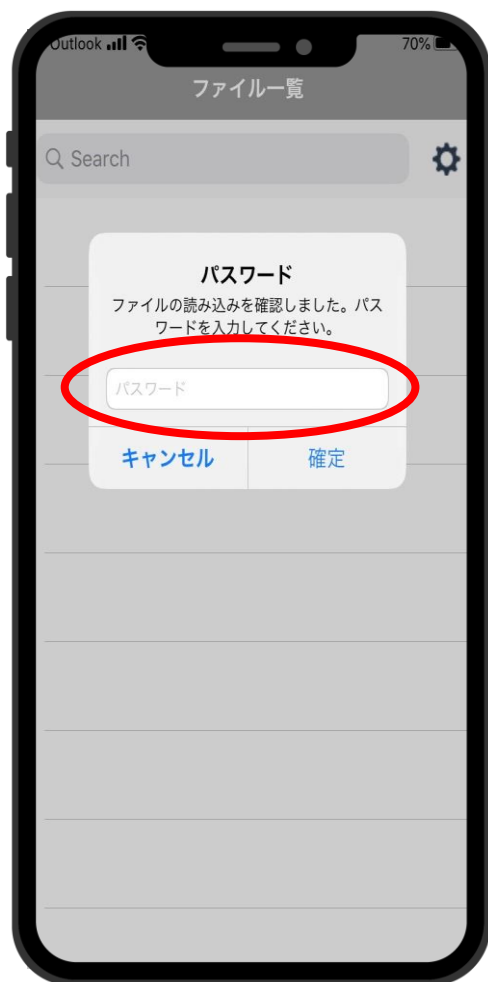 Outlook
70%
ファイル一覧
Search
パスワード
ファイルの読み込みを確認しました。パス
ワードを入力してください。
パスワード
キャンセル 確定